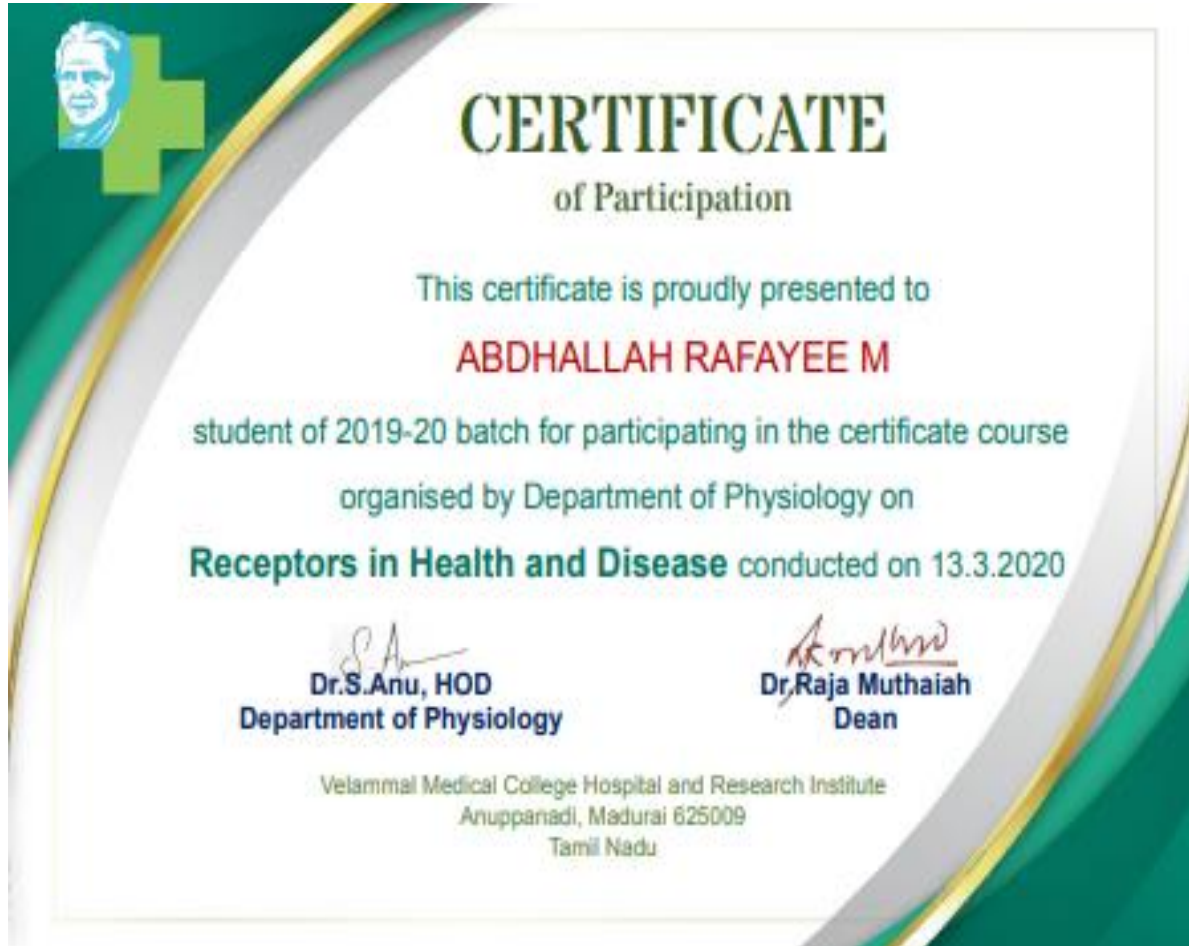 CERTIFICATE
of Participation
This certificate is proudly presented to
ABDHALLAH RAFAYEE M
student of 2019-20 batch for participating in the certificate course
organised by Department of Physiology on
Receptors in Health and Disease conducted on 13.3.2020
S. A
Dr.S.Anu, HOD
Department of Physiology
Dr.Raja Muthaiah
Dean
Velammal Medical College Hospital and Research Institute
Anuppanadi, Madurai 625009
Tamil Nadu